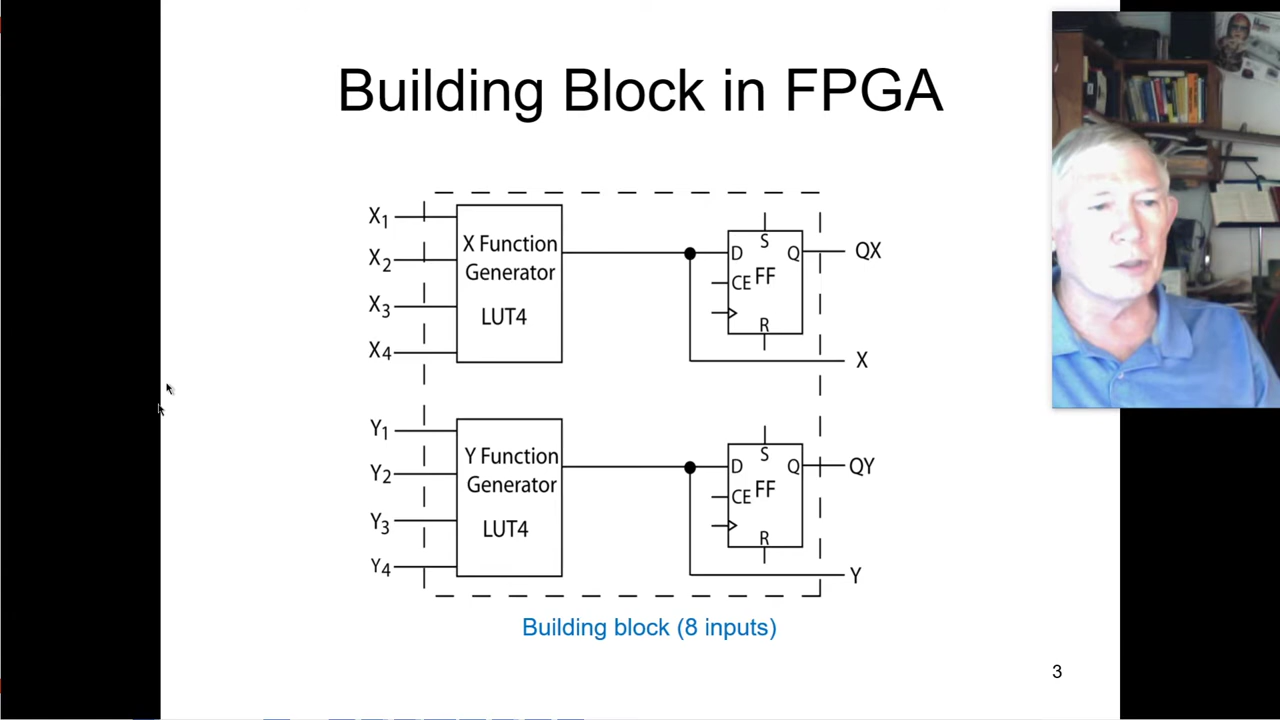 Building Block in FPGA
X1
X2
X3
X4
X Function
Generator
LUT4
D
S
Q
CE
FF
R
QX
X
Y1
Y2
Y3
Y4
Y Function
Generator
LUT4
D
S
Q
CE
FF
R
QY
Y
Building block (8 inputs)
3